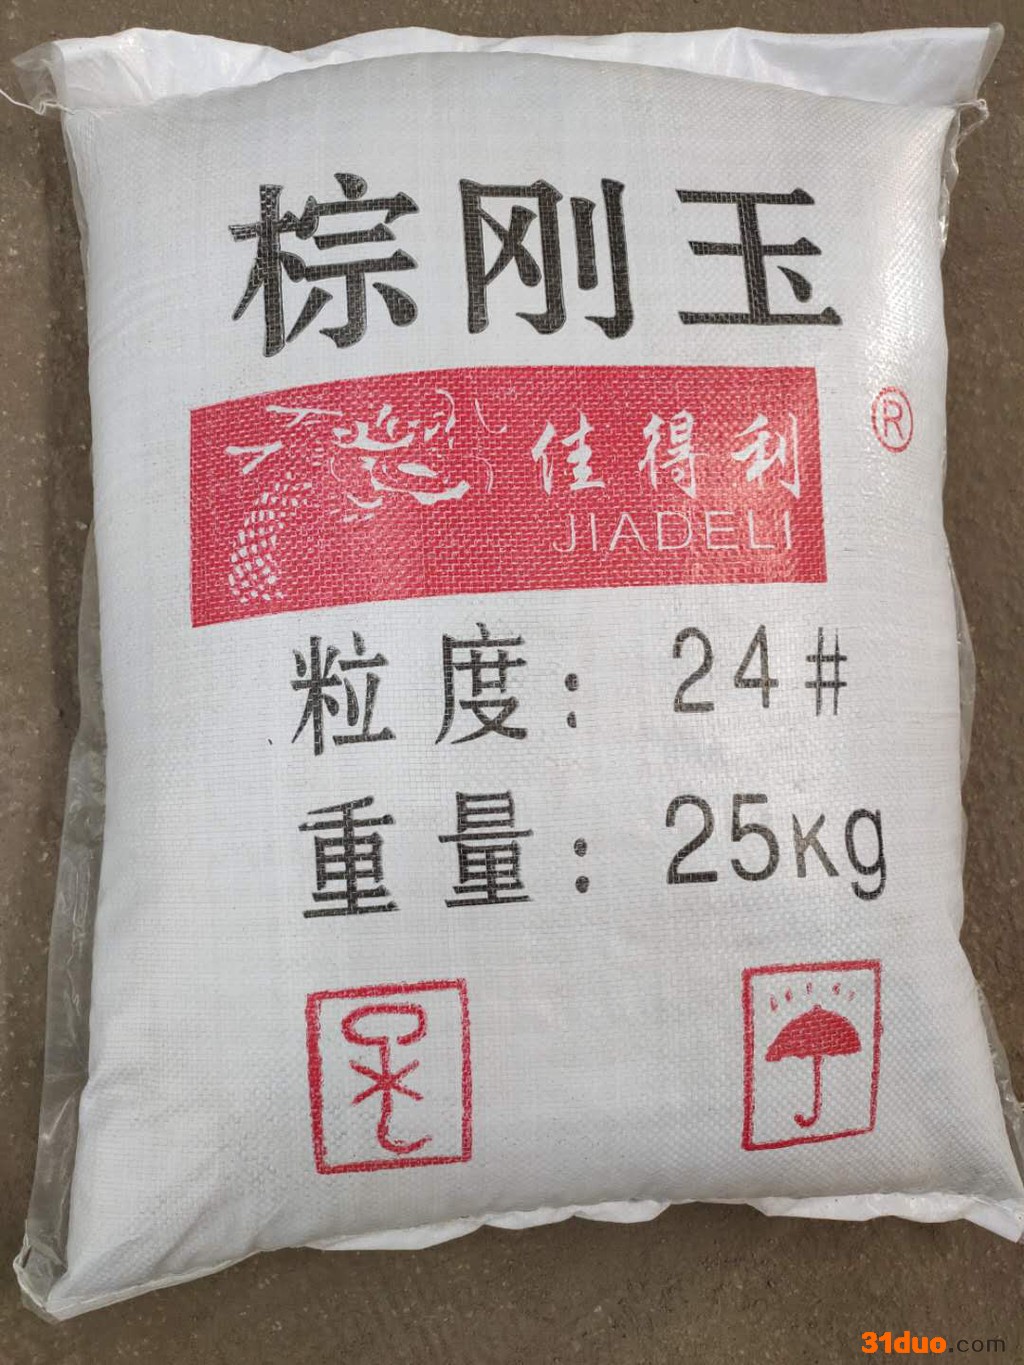 棕刚玉
佳得利
®
JIADELI
粒度：24#
重量：25kg
31duo.com